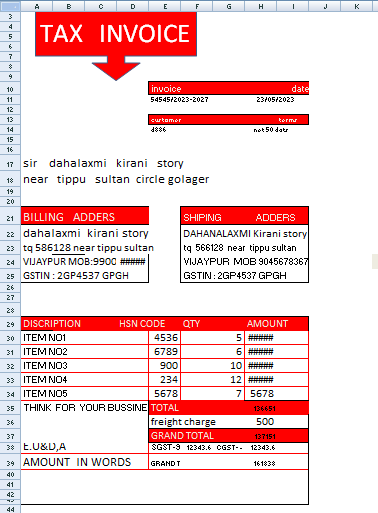 A B C D E F G H I J K L
3
4
5 TAX INVOICE
6
7
8
9
10 invoice date
11 54545/2023-2027 23/05/2023
12
13 customer terms
14 d886 net 50 dats
15
16
17 sir dahalaxmi kirani story
18 near tippu sultan circle golager
19
20
21 BILLING ADDERS SHIPING ADDERS
22 dahalaxmi kirani story DAHANALAXMI Kirani story
23 tq 586128 near tippu sultan tq 566128 near tippu sultan
24 VIJAYPUR MOB:9900 ##### VIJAYPUR MOB 9045678367
25 GSTIN : 2GP4537 GPGH GSTIN : 2GP4537 GPGH
26
27
28
29 DISCRIPTION HSN CODE QTY AMOUNT
30 ITEM NO1 4536 5 #####
31 ITEM NO2 6789 6 #####
32 ITEM NO3 900 10 #####
33 ITEM NO4 234 12 #####
34 ITEM NO5 5678 7 5678
35 THINK FOR YOUR BUSSINE TOTAL 136651
36 freight charge 500
37 GRAND TOTAL 137151
38 E.U&D,A SGST-9 12343.6 CGST-- 12343.6
39 AMOUNT IN WORDS GRAND T 161838
40
41
42
43
44